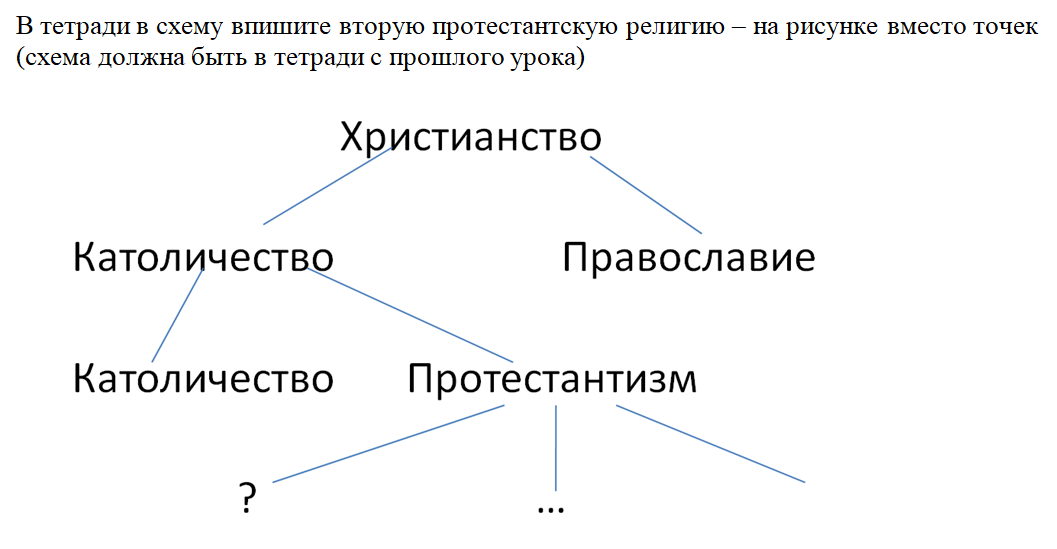 В тетради в схему впишите вторую протестантскую религию – на рисунке вместо точек
(схема должна быть в тетради с прошлого урока)
Христианство
Католичество Православие
Католичество Протестантизм
? ...